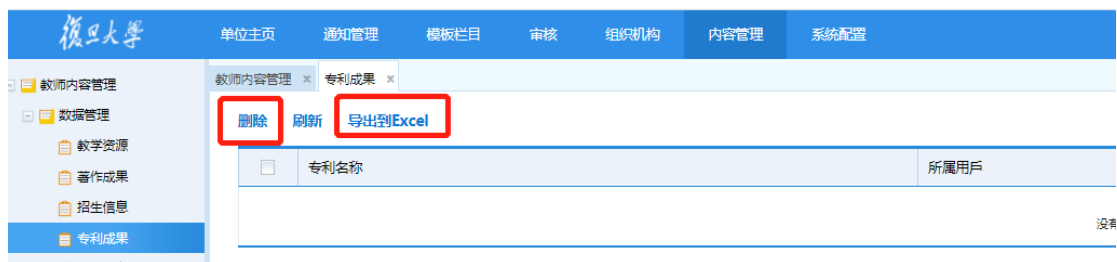 復旦大學 单位主页 通知管理 模板栏目 审核 组织机构 内容管理 系统配置
教师内容管理
数据管理
教学资源
著作成果
招生信息
专利成果
教师内容管理 × 专利成果 ×
删除 刷新 导出到Excel
专利名称 所属用戶
没有